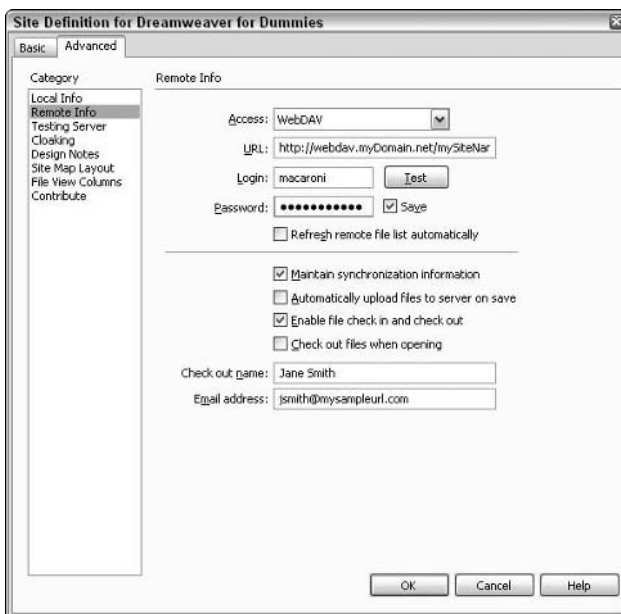 Site Definition for Dreamweaver for Dummies
Basic
Advanced
Category
Local Info
Remote Info
Testing Server
Cloaking
Design Notes
Site Map Layout
File View Columns
Contribute
Remote Info
Access: WebDAV
URL: http://webdav.myDomain.net/mySiteNar
Login: macaroni Test
Password: ●●●●●●●●●●● Save
Refresh remote file list automatically
Maintain synchronization information
Automatically upload files to server on save
Enable file check in and check out
Check out files when opening
Check out name: Jane Smith
Email address: jsmith@mysampleurl.com
OK Cancel Help